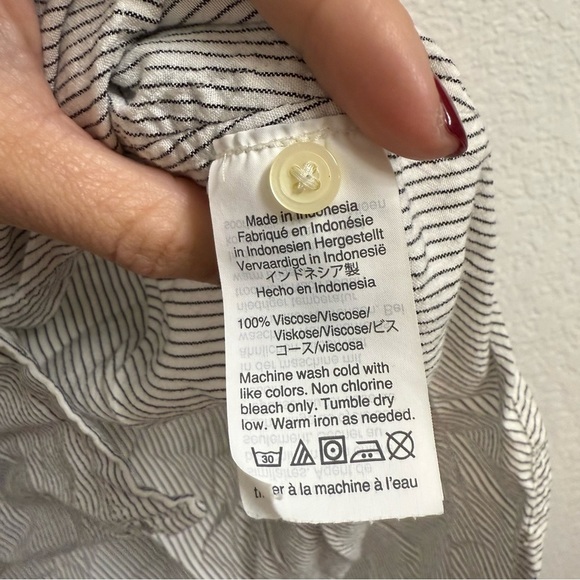 Made in Indonesia
Fabriqué en Indonésie
in Indonesien Hergestellt
Vervaardigd in Indonesië
インドネシア製
Hecho en Indonesia
100% Viscose/Viscose/
Viskose/Viscose/ビス
コース/viscosa
Machine wash cold with
like colors. Non chlorine
bleach only. Tumble dry
low. Warm iron as needed.
30
à la machine à l'eau